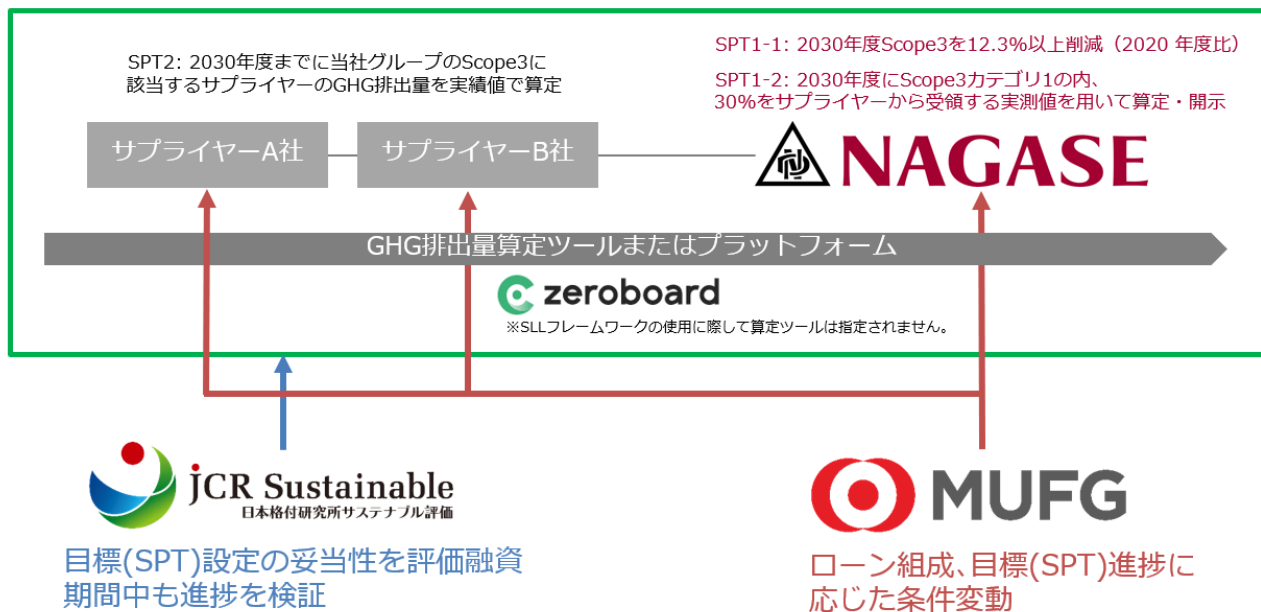 SPT2: 2030年度までに当社グループのScope3に
該当するサプライヤーのGHG排出量を実績値で算定
SPT1-1: 2030年度Scope3を12.3%以上削減（2020 年度比）
SPT1-2: 2030年度にScope3カテゴリ1の内、
30%をサプライヤーから受領する実測値を用いて算定・開示
サプライヤーA社
サプライヤーB社
NAGASE
GHG排出量算定ツールまたはプラットフォーム
zeroboard
※SLLフレームワークの使用に際して算定ツールは指定されません。
JCR Sustainable
日本格付研究所サステナブル評価
MUFG
目標(SPT)設定の妥当性を評価融資
期間中も進捗を検証
ローン組成、目標(SPT)進捗に
応じた条件変動